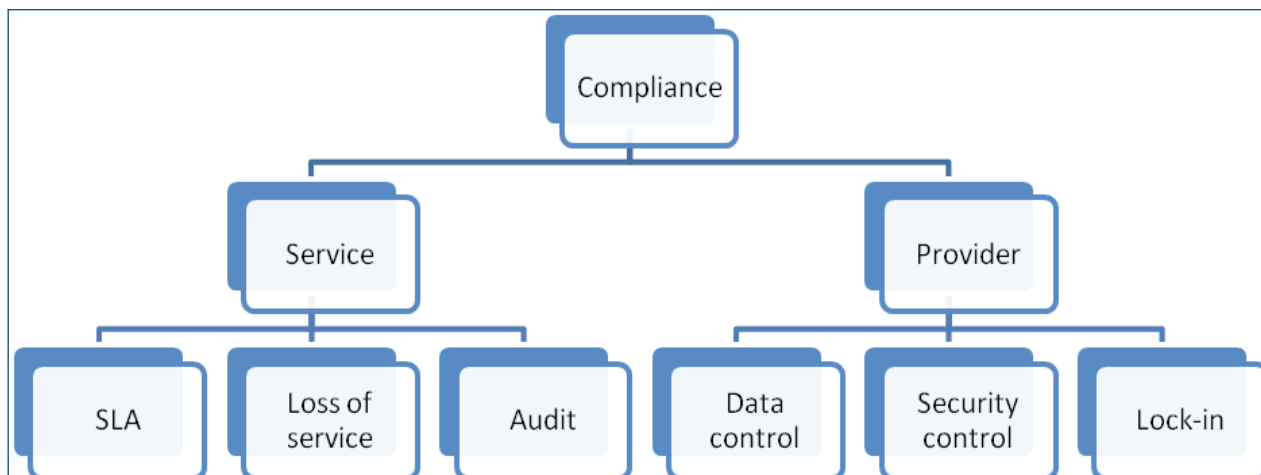 Compliance
Service
Provider
SLA
Loss of
service
Audit
Data
control
Security
control
Lock-in